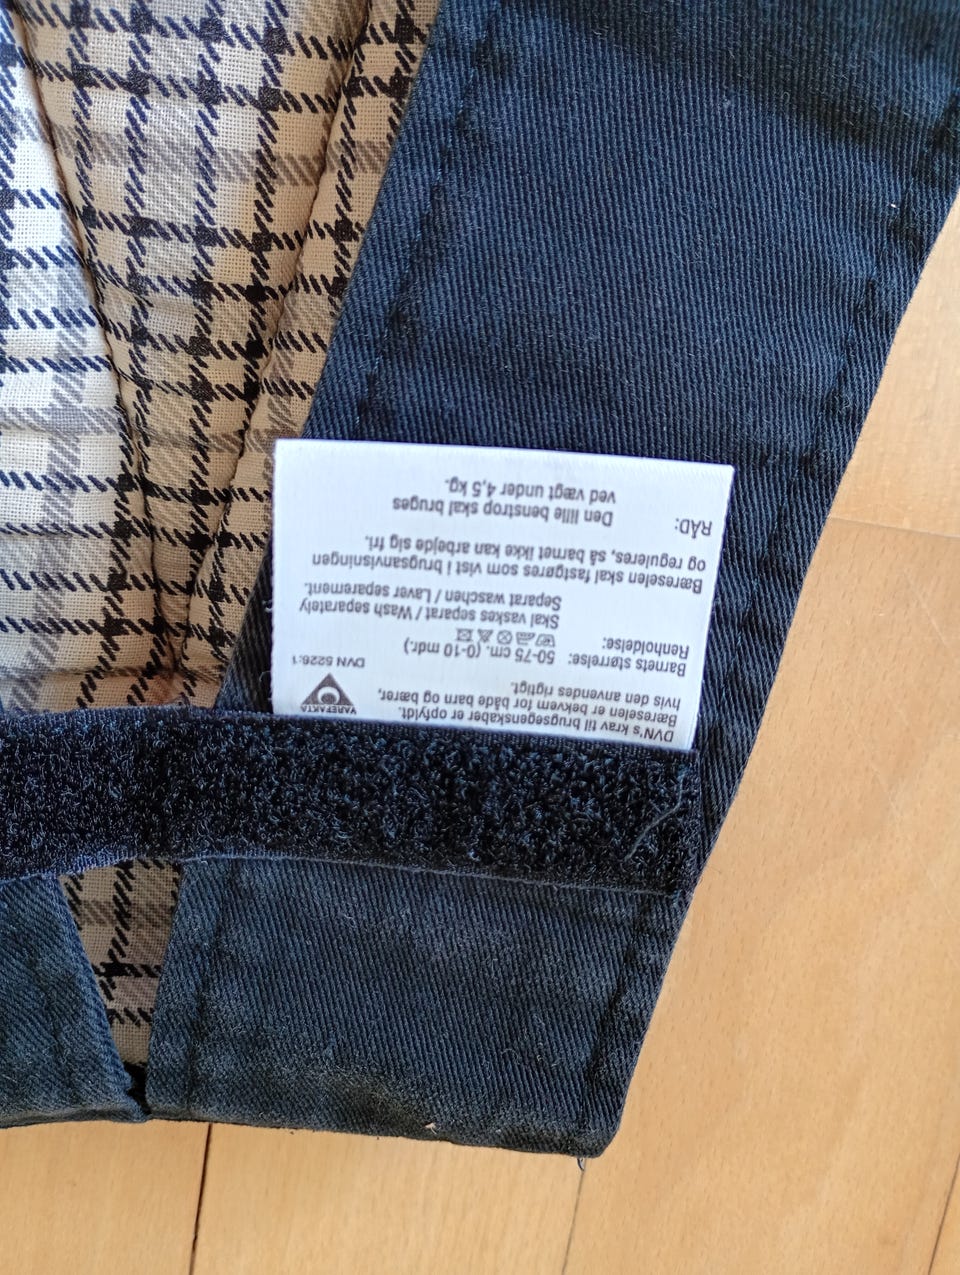 DVN's krav til brugsegenskaber er opfyldt.
Bæreselen er bekvem for både barn og bærer,
hvis den anvendes rigtigt.
VAREFAKTA
DVN 5226:1
Barnets størrelse: 50-75 cm. (0-10 mdr.)
Renholdelse:
Skal vaskes separat / Wash separately
Separat waschen / Laver separement.
Bæreselen skal fastgøres som vist i brugsanvisningen
og reguleres, så barnet ikke kan arbejde sig fri.
RÅD: Den lille benstrop skal bruges
ved vægt under 4,5 kg.